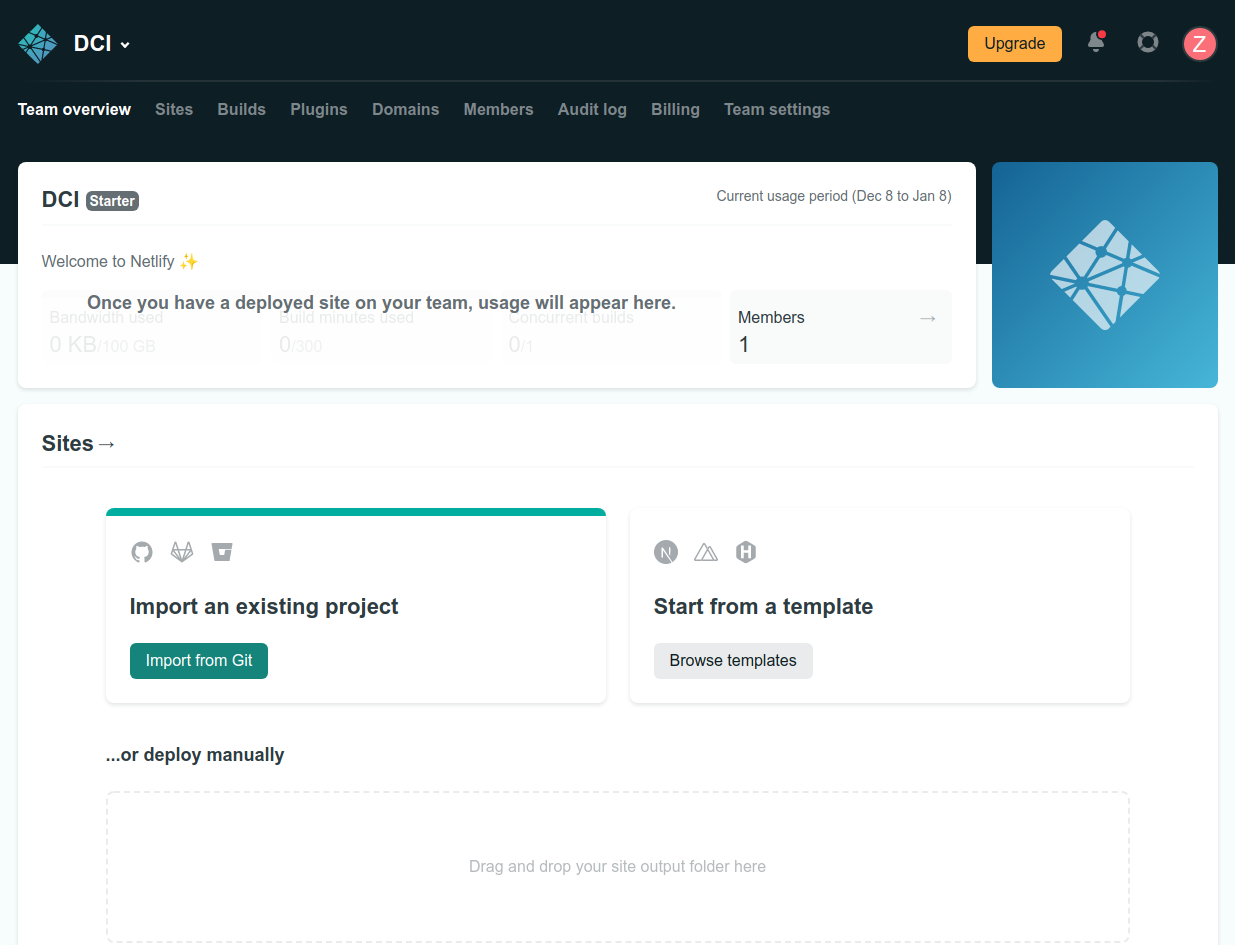 DCI
Upgrade
Z
Team overview Sites Builds Plugins Domains Members Audit log Billing Team settings
DCI Starter
Current usage period (Dec 8 to Jan 8)
Welcome to Netlify ✨
Once you have a deployed site on your team, usage will appear here.
Bandwidth used
0 KB/100 GB
Build minutes used
0/300
Concurrent builds
0/1
Members →
1
Sites →
Import an existing project
Import from Git
N H
Start from a template
Browse templates
...or deploy manually
Drag and drop your site output folder here